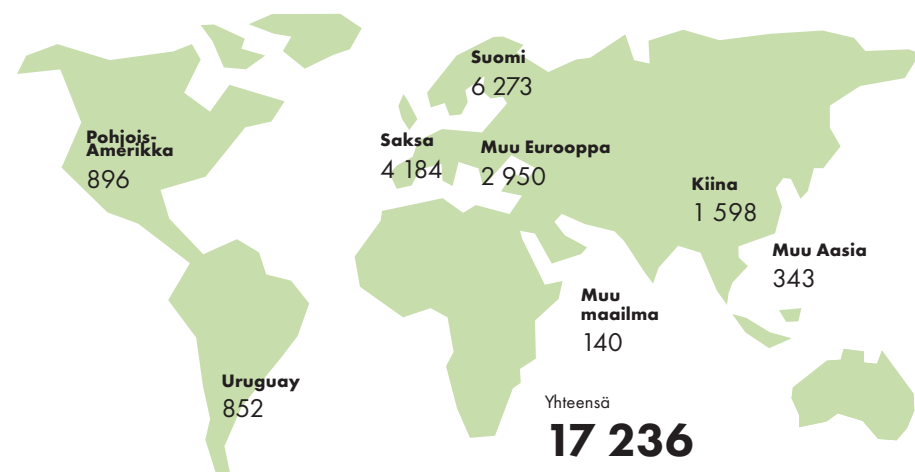 Suomi
6 273
Pohjois-
Amerikka
896
Saksa
4 184
Muu Eurooppa
2 950
Kiina
1 598
Muu Aasia
343
Muu
maailma
140
Uruguay
852
Yhteensä
17 236